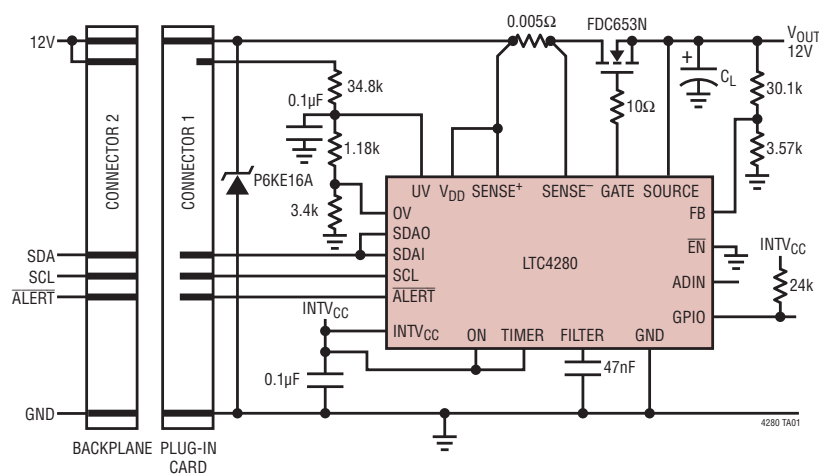 12V
CONNECTOR 2
CONNECTOR 1
0.005Ω
FDC653N
VOUT
12V
34.8k
0.1µF
1.18k
3.4k
P6KE16A
10Ω
+
CL
30.1k
3.57k
UV VDD SENSE+ SENSE– GATE SOURCE
OV
SDAO
SDAI
SCL
ALERT
INTVCC
LTC4280
FB
EN
ADIN
GPIO
ON TIMER FILTER GND
SDA
SCL
ALERT
INTVCC
0.1µF
47nF
INTVCC
24k
GND
BACKPLANE
PLUG-IN
CARD
4280 TA01